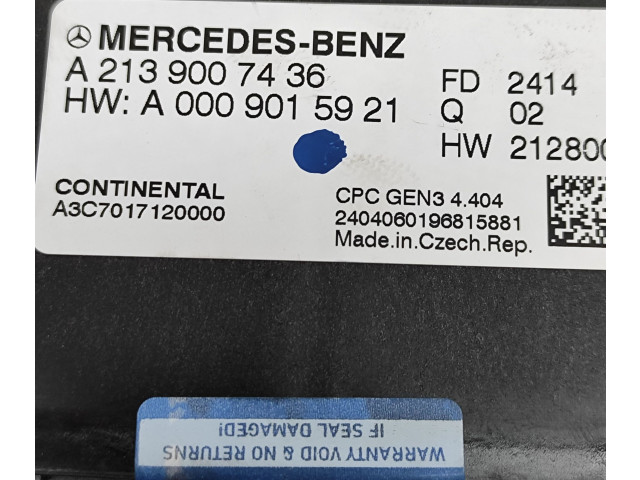 MERCEDES-BENZ
A 213 900 74 36
HW: A 000 901 59 21
FD 2414
Q 02
HW 212800
CONTINENTAL
A3C7017120000
CPC GEN3 4.404
2404060196815881
Made.in.Czech.Rep.
WARRANTY VOID & NO RETURNS
IF SEAL DAMAGED!